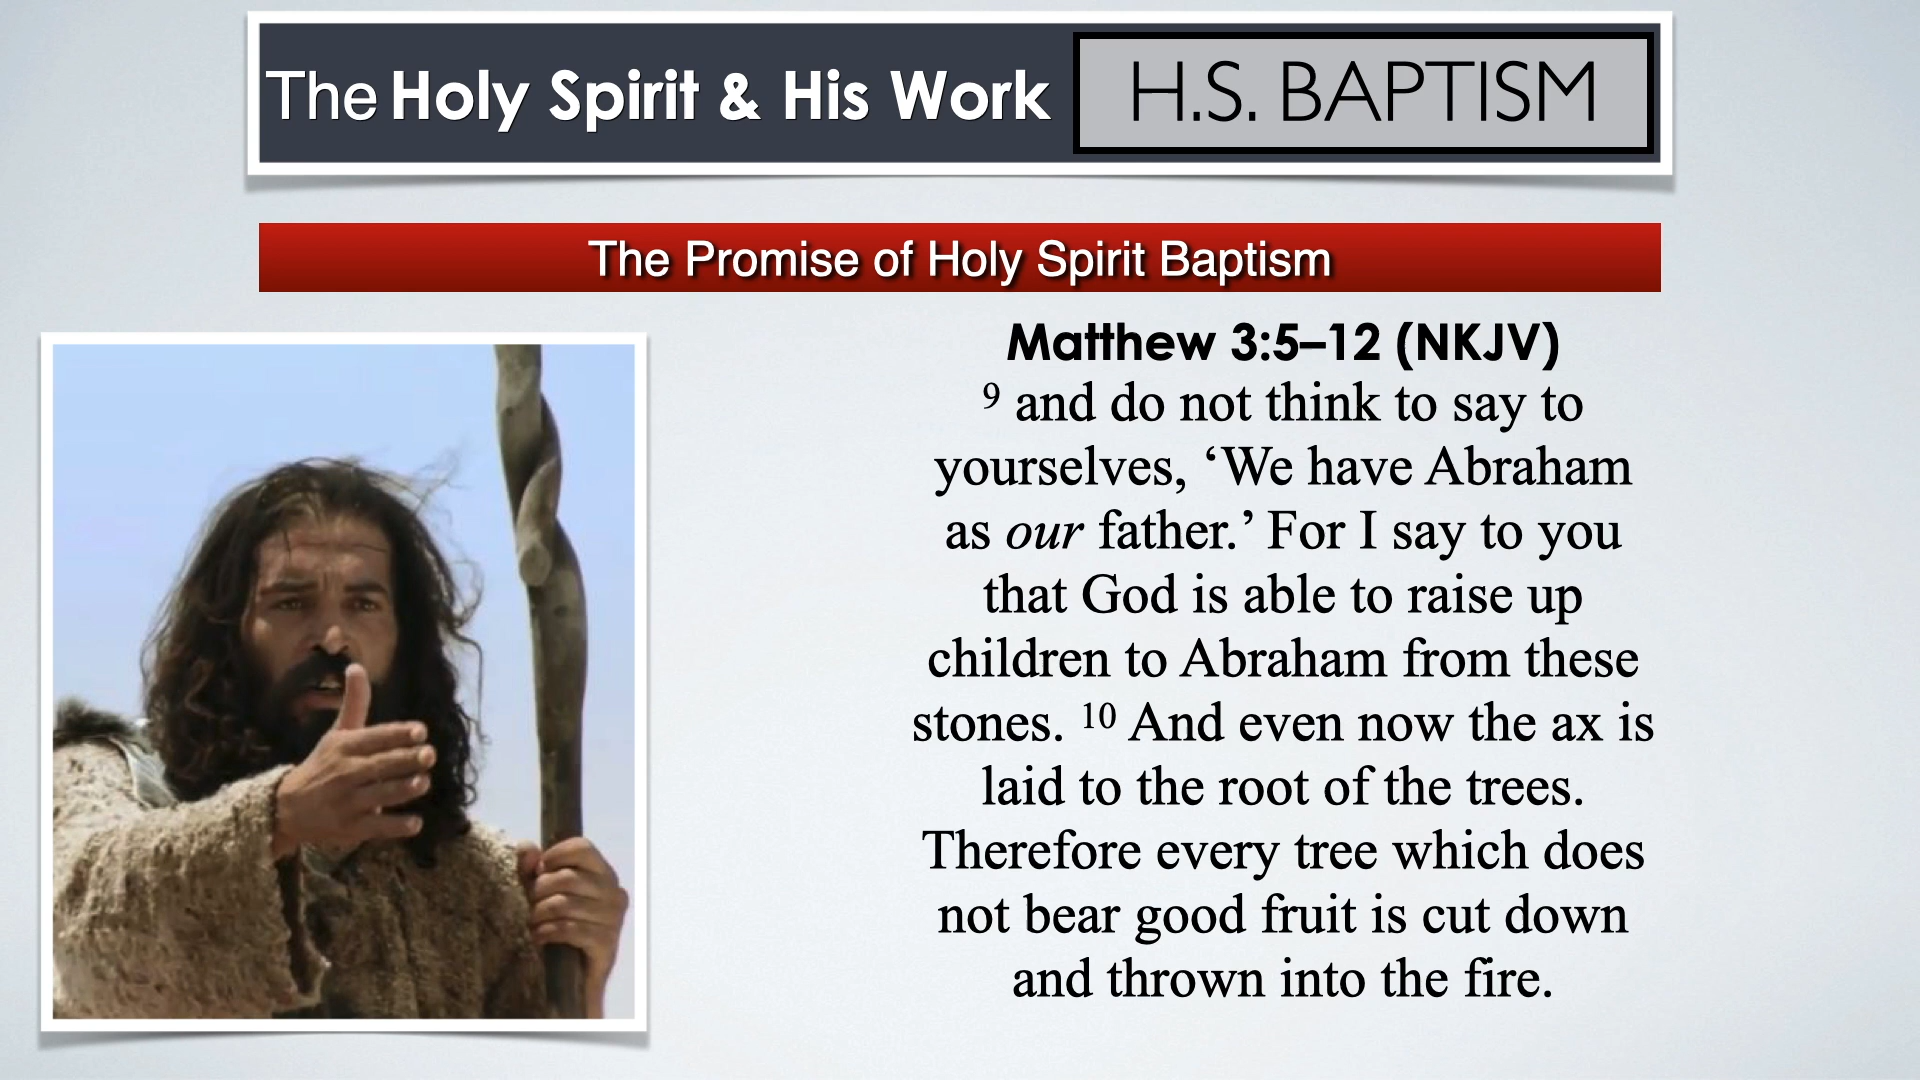 The Holy Spirit & His Work
H.S. BAPTISM
The Promise of Holy Spirit Baptism
Matthew 3:5–12 (NKJV)
9 and do not think to say to
yourselves, ‘We have Abraham
as our father.’ For I say to you
that God is able to raise up
children to Abraham from these
stones. 10 And even now the ax is
laid to the root of the trees.
Therefore every tree which does
not bear good fruit is cut down
and thrown into the fire.